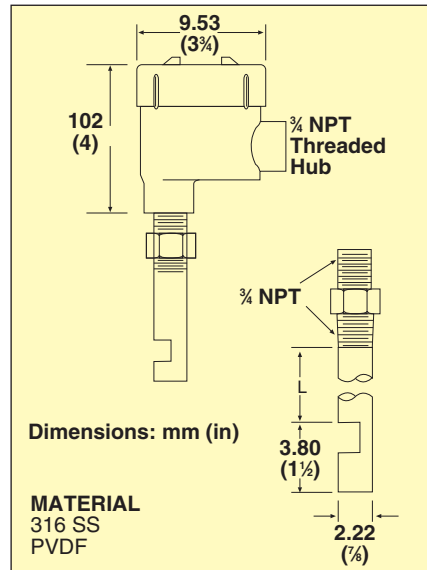 9.53
(3¾)
102
(4)
¾ NPT
Threaded
Hub
¾ NPT
L
Dimensions: mm (in)
3.80
(1½)
MATERIAL
316 SS
PVDF
2.22
(⅞)